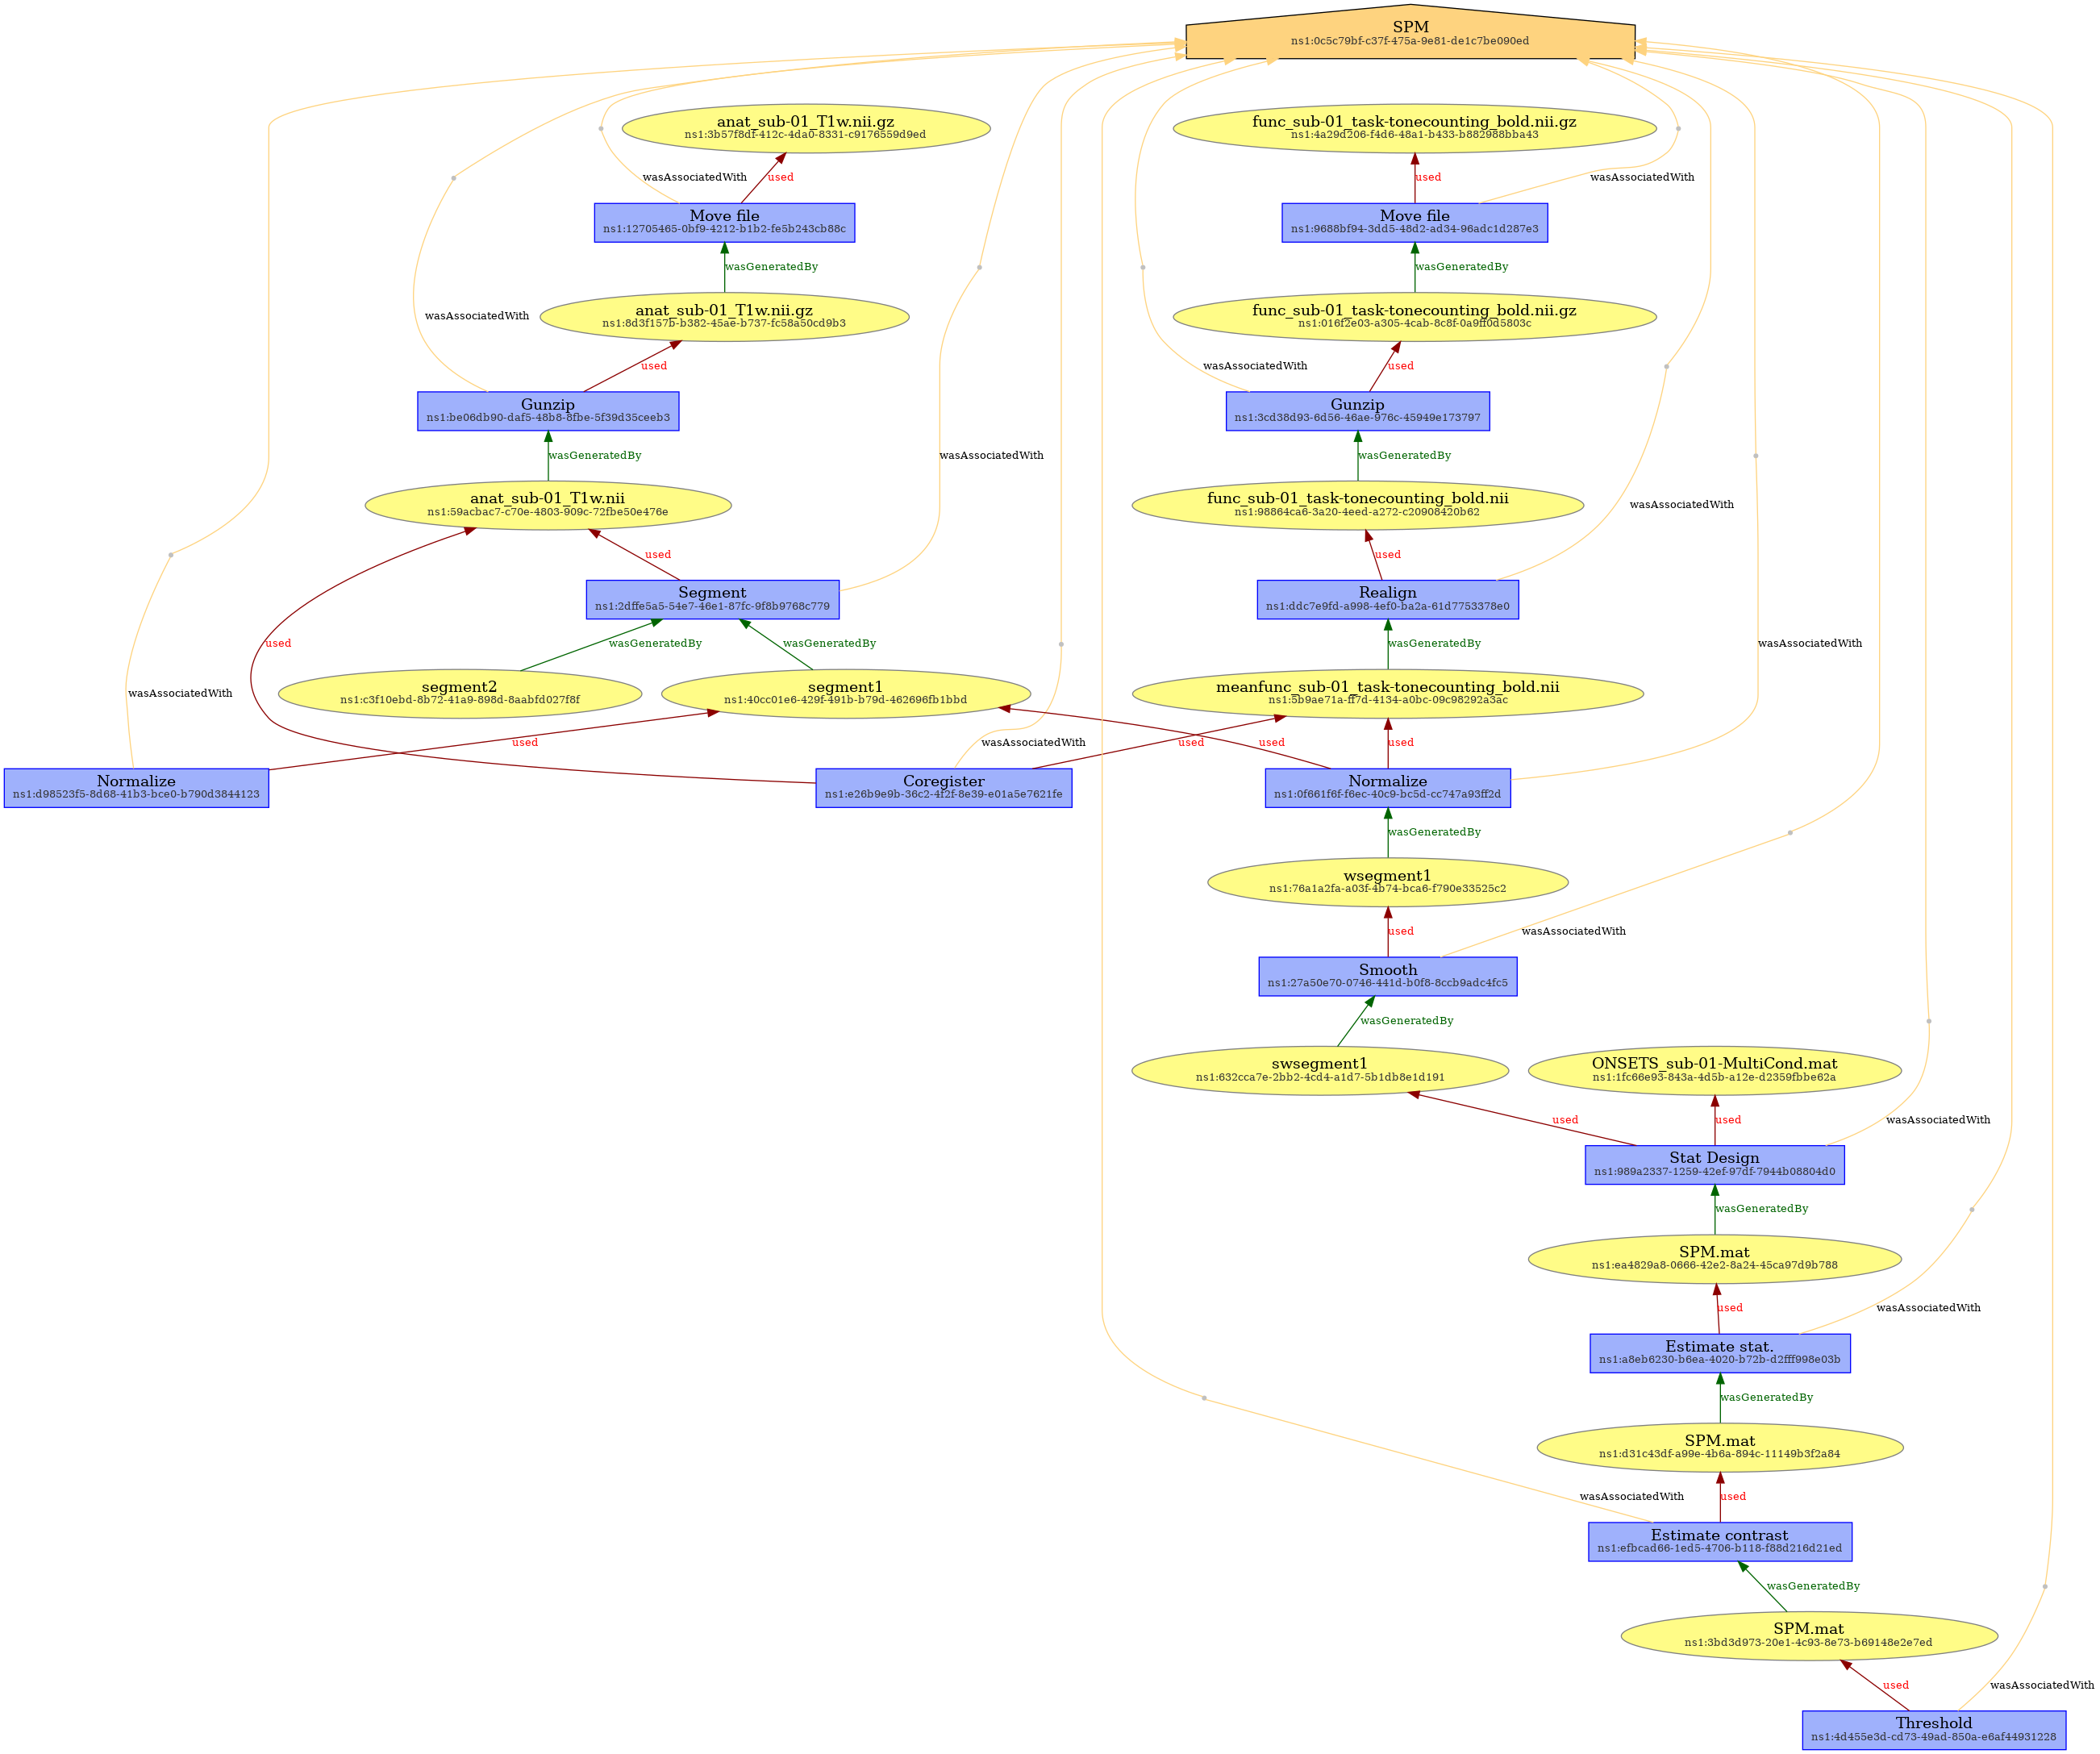 SPM
ns1:0c5c79bf-c37f-475a-9e81-de1c7be090ed
anat_sub-01_T1w.nii.gz
ns1:3b57f8df-412c-4da0-8331-c9176559d9ed
func_sub-01_task-tonecounting_bold.nii.gz
ns1:4a29d206-f4d6-48a1-b433-b882988bba43
wasAssociatedWith
used
used
wasAssociatedWith
Move file
ns1:12705465-0bf9-4212-b1b2-fe5b243cb88c
Move file
ns1:9688bf94-3dd5-48d2-ad34-96adc1d287e3
wasGeneratedBy
wasGeneratedBy
anat_sub-01_T1w.nii.gz
ns1:8d3f157b-b382-45ae-b737-fc58a50cd9b3
func_sub-01_task-tonecounting_bold.nii.gz
ns1:016f2e03-a305-4cab-8c8f-0a9ff0d5803c
wasAssociatedWith
used
wasAssociatedWith
used
Gunzip
ns1:be06db90-daf5-48b8-8fbe-5f39d35ceeb3
Gunzip
ns1:3cd38d93-6d56-46ae-976c-45949e173797
wasGeneratedBy
wasAssociatedWith
wasGeneratedBy
anat_sub-01_T1w.nii
ns1:59acbac7-c70e-4803-909c-72fbe50e476e
func_sub-01_task-tonecounting_bold.nii
ns1:98864ca6-3a20-4eed-a272-c20908420b62
wasAssociatedWith
used
used
Segment
ns1:2dffe5a5-54e7-46e1-87fc-9f8b9768c779
Realign
ns1:ddc7e9fd-a998-4ef0-ba2a-61d7753378e0
used
wasGeneratedBy
wasGeneratedBy
wasGeneratedBy
wasAssociatedWith
segment2
ns1:c3f10ebd-8b72-41a9-898d-8aabfd027f8f
segment1
ns1:40cc01e6-429f-491b-b79d-462696fb1bbd
meanfunc_sub-01_task-tonecounting_bold.nii
ns1:5b9ae71a-ff7d-4134-a0bc-09c98292a3ac
wasAssociatedWith
used
wasAssociatedWith
used
used
used
Normalize
ns1:d98523f5-8d68-41b3-bce0-b790d3844123
Coregister
ns1:e26b9e9b-36c2-4f2f-8e39-e01a5e7621fe
Normalize
ns1:0f661f6f-f6ec-40c9-bc5d-cc747a93ff2d
wasGeneratedBy
wsegment1
ns1:76a1a2fa-a03f-4b74-bca6-f790e33525c2
used
wasAssociatedWith
Smooth
ns1:27a50e70-0746-441d-b0f8-8ccb9adc4fc5
wasGeneratedBy
swsegment1
ns1:632cca7e-2bb2-4cd4-a1d7-5b1db8e1d191
ONSETS_sub-01-MultiCond.mat
ns1:1fc66e93-843a-4d5b-a12e-d2359fbbe62a
used
used
wasAssociatedWith
Stat Design
ns1:989a2337-1259-42ef-97df-7944b08804d0
wasGeneratedBy
SPM.mat
ns1:ea4829a8-0666-42e2-8a24-45ca97d9b788
used
wasAssociatedWith
Estimate stat.
ns1:a8eb6230-b6ea-4020-b72b-d2fff998e03b
wasGeneratedBy
SPM.mat
ns1:d31c43df-a99e-4b6a-894c-11149b3f2a84
wasAssociatedWith
used
Estimate contrast
ns1:efbcad66-1ed5-4706-b118-f88d216d21ed
wasGeneratedBy
SPM.mat
ns1:3bd3d973-20e1-4c93-8e73-b69148e2e7ed
used
wasAssociatedWith
Threshold
ns1:4d455e3d-cd73-49ad-850a-e6af44931228